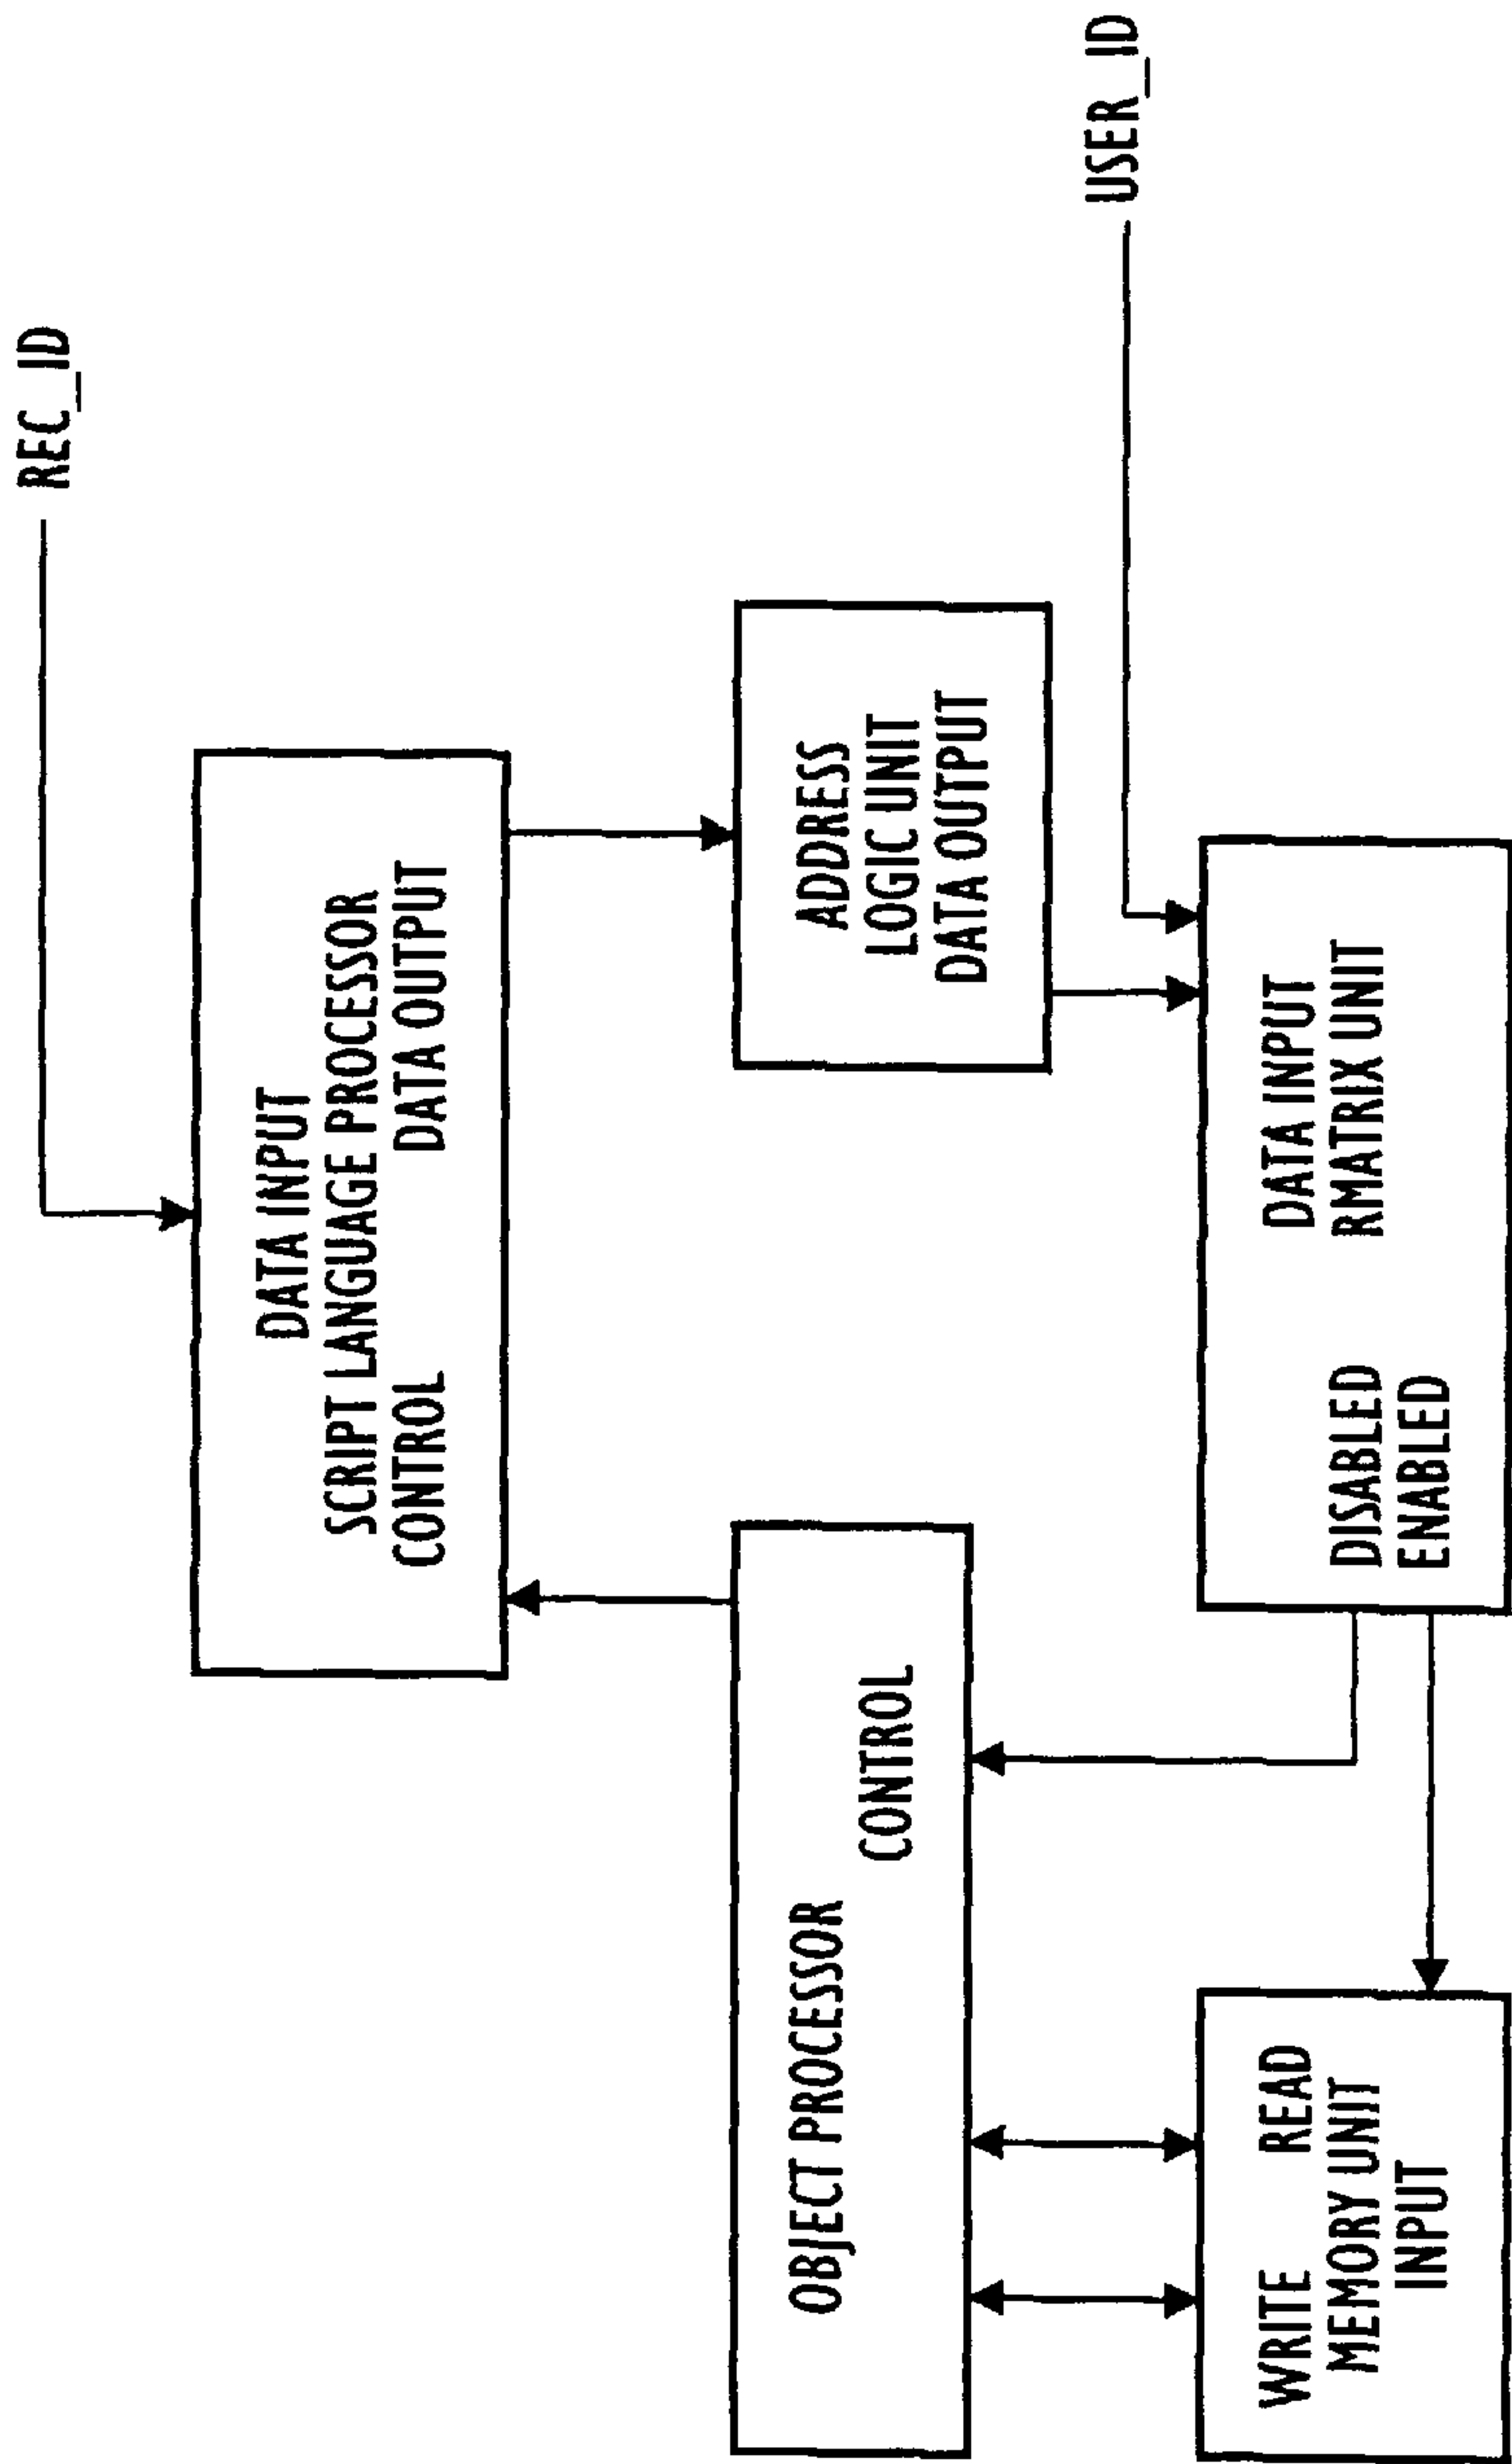 REC_ID
DATA INPUT
SCRIPT LANGUAGE PROCESSOR
CONTROL DATA OUTPUT
OBJECT PROCESSOR
CONTROL
ADDRESS
LOGIC UNIT
DATA OUTPUT
USER_ID
WRITE READ
MEMORY UNIT
INPUT
DATA INPUT
DISABLED RMATRIX UNIT
ENABLED